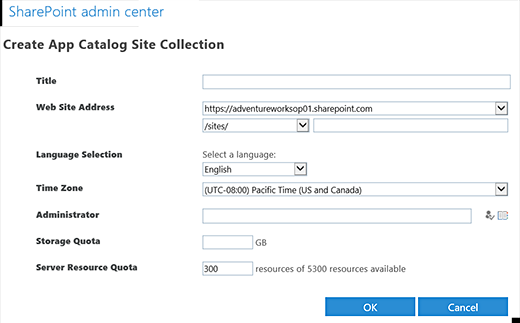 SharePoint admin center
Create App Catalog Site Collection
Title
Web Site Address https://adventureworksop01.sharepoint.com
/sites/
Language Selection Select a language:
English
Time Zone (UTC-08:00) Pacific Time (US and Canada)
Administrator
Storage Quota GB
Server Resource Quota 300 resources of 5300 resources available
OK Cancel